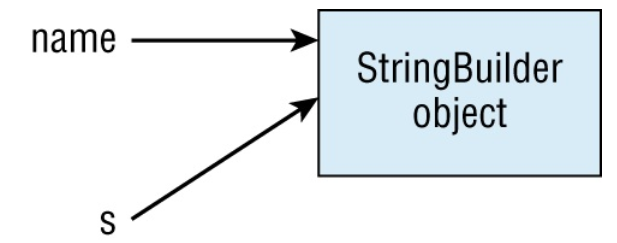 name
StringBuilder
object
s